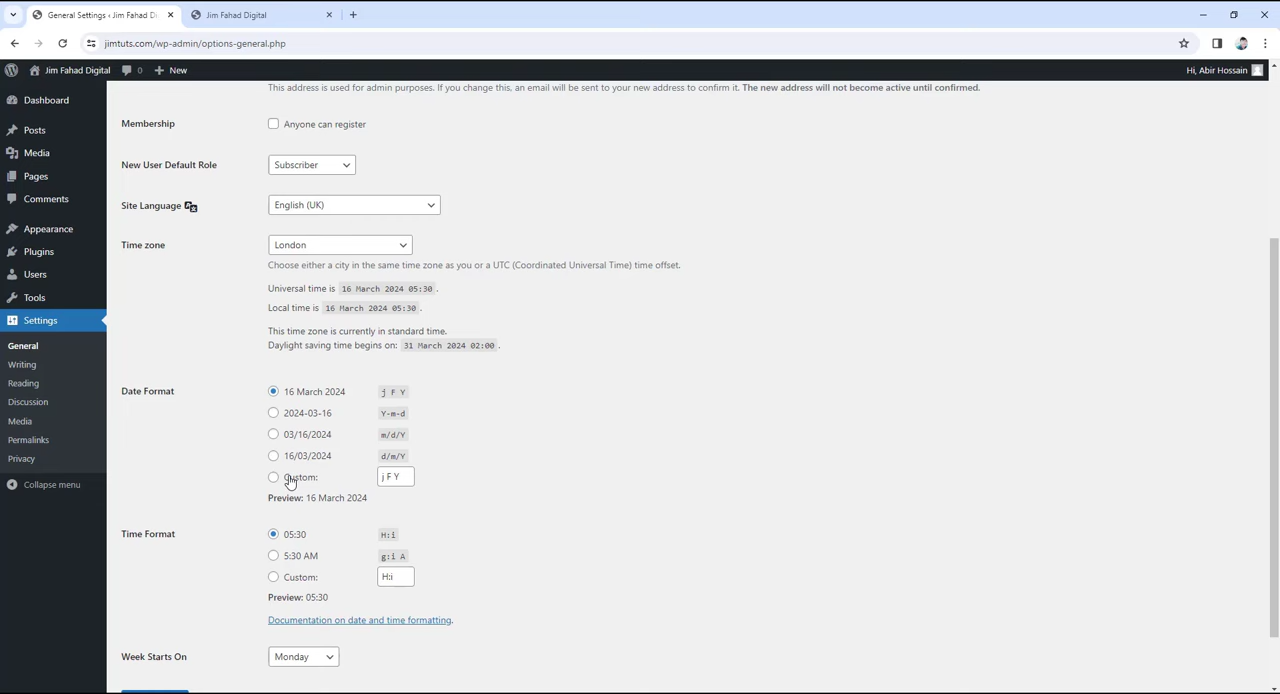 General Settings ‹ Jim Fahad Di
Jim Fahad Digital
jimtuts.com/wp-admin/options-general.php
Jim Fahad Digital
0
New
Hi, Abir Hossain
Dashboard
Posts
Media
Pages
Comments
Appearance
Plugins
Users
Tools
Settings
General
Writing
Reading
Discussion
Media
Permalinks
Privacy
Collapse menu
This address is used for admin purposes. If you change this, an email will be sent to your new address to confirm it. The new address will not become active until confirmed.
Membership
Anyone can register
New User Default Role
Subscriber
Site Language
English (UK)
Time zone
London
Choose either a city in the same time zone as you or a UTC (Coordinated Universal Time) time offset.
Universal time is 16 March 2024 05:30 .
Local time is 16 March 2024 05:30 .
This time zone is currently in standard time.
Daylight saving time begins on: 31 March 2024 02:00 .
Date Format
16 March 2024 j F Y
2024-03-16 Y-m-d
03/16/2024 m/d/Y
16/03/2024 d/m/Y
Custom: j F Y
Preview: 16 March 2024
Time Format
05:30 H:i
5:30 AM g:i A
Custom: H:i
Preview: 05:30
Documentation on date and time formatting.
Week Starts On
Monday